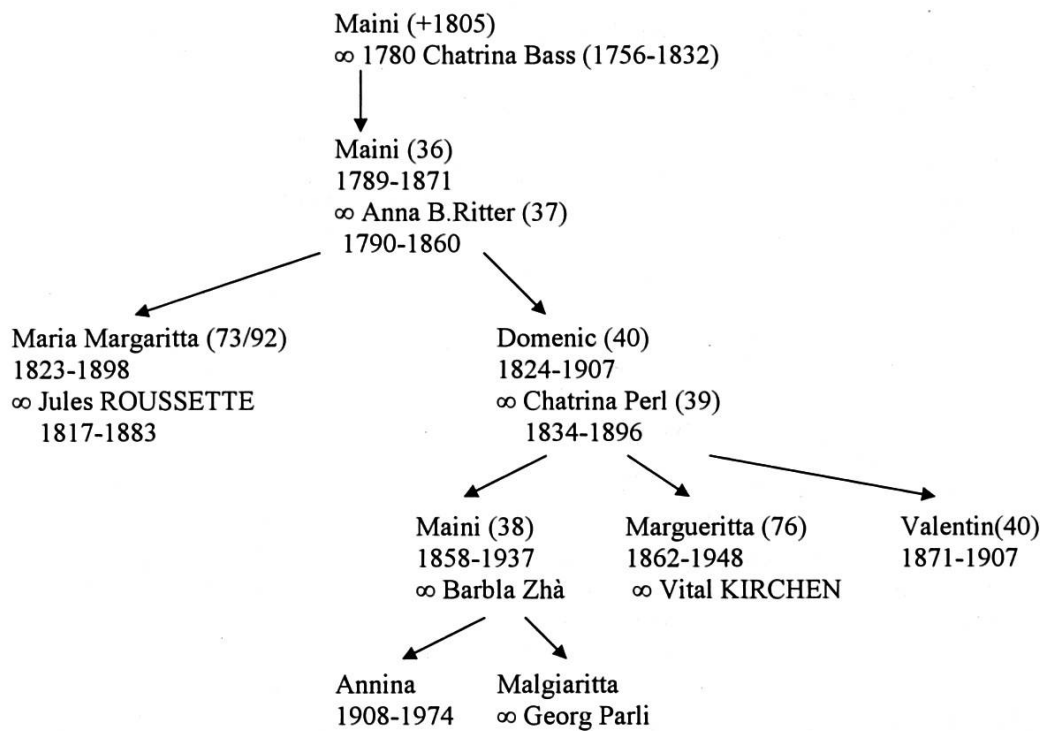 Maini (+1805)
∞ 1780 Chatrina Bass (1756-1832)
Maini (36)
1789-1871
∞ Anna B.Ritter (37)
1790-1860
Maria Margaritta (73/92)
1823-1898
∞ Jules ROUSSETTE
1817-1883
Domenic (40)
1824-1907
∞ Chatrina Perl (39)
1834-1896
Maini (38)
1858-1937
∞ Barbla Zhà
Margueritta (76)
1862-1948
∞ Vital KIRCHEN
Valentin(40)
1871-1907
Annina
1908-1974
Malgiaritta
∞ Georg Parli